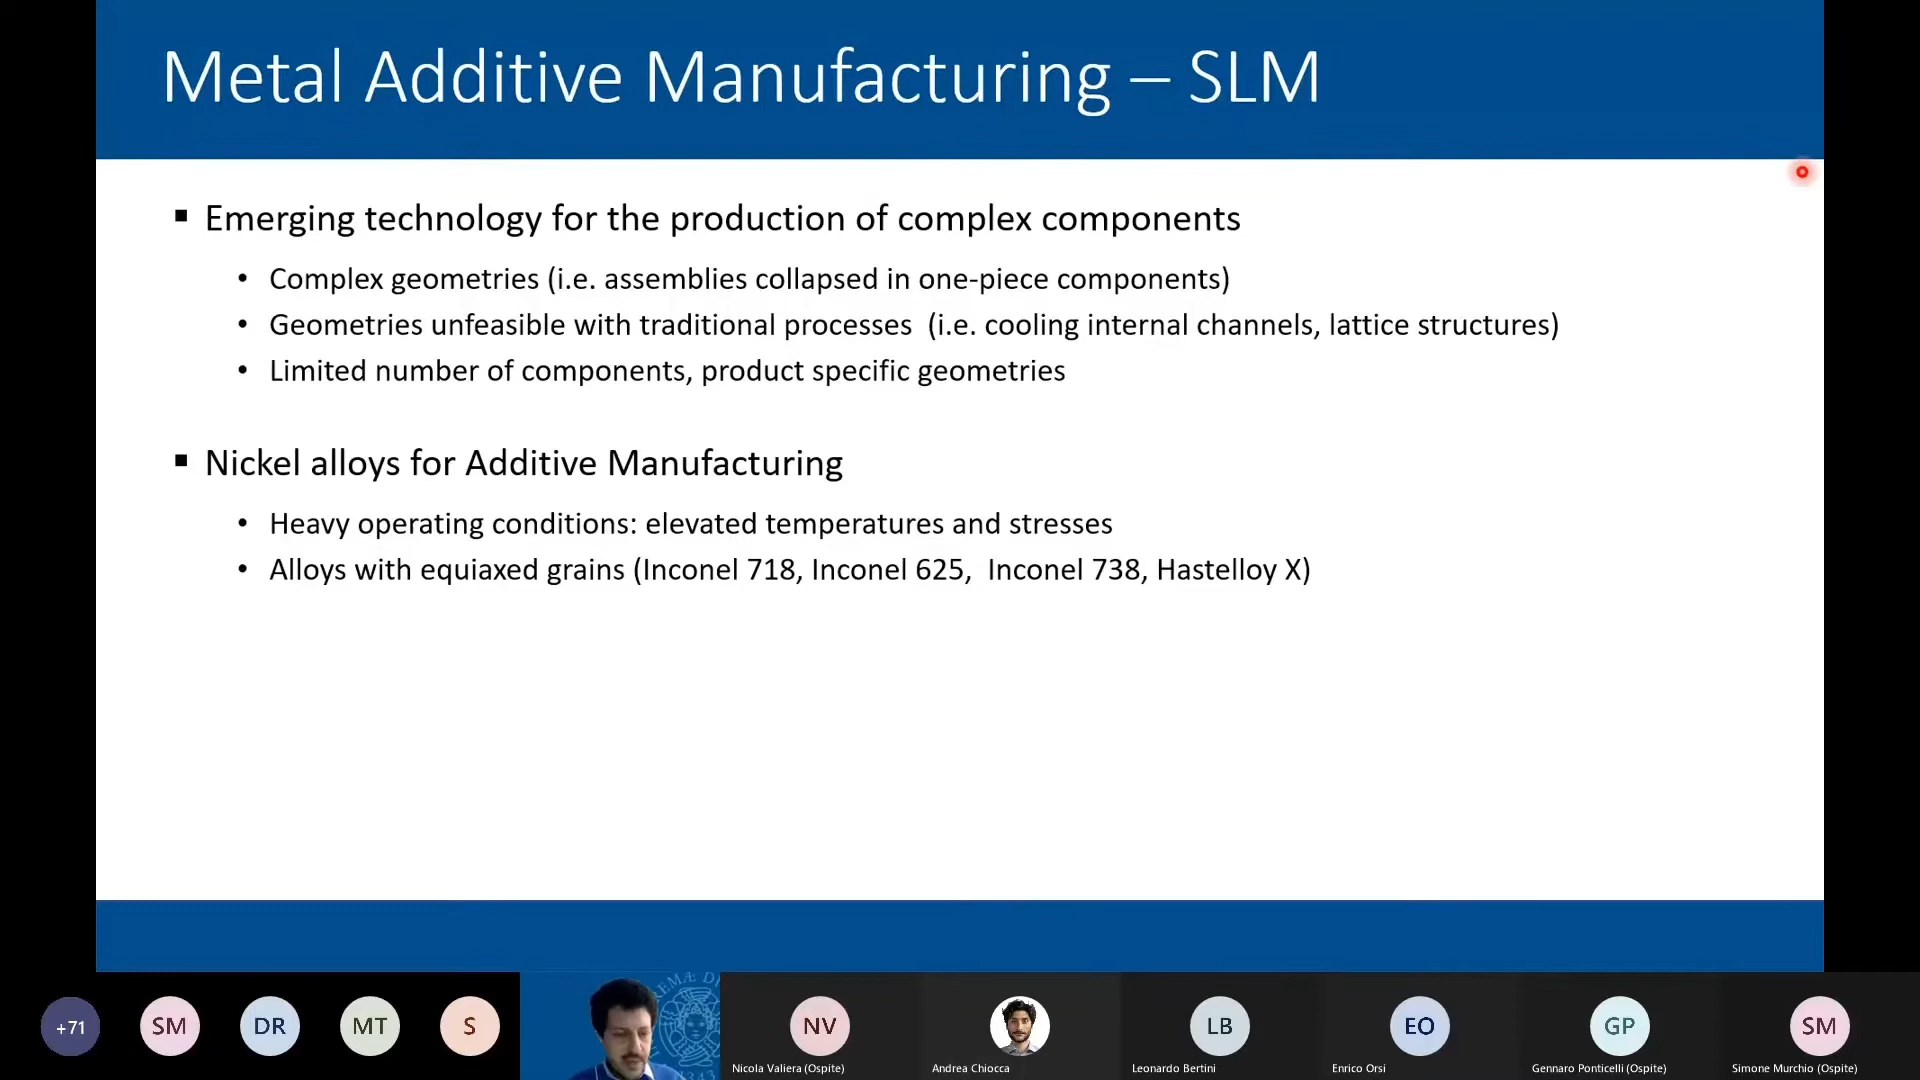 Metal Additive Manufacturing – SLM
▪ Emerging technology for the production of complex components
• Complex geometries (i.e. assemblies collapsed in one-piece components)
• Geometries unfeasible with traditional processes  (i.e. cooling internal channels, lattice structures)
• Limited number of components, product specific geometries
▪ Nickel alloys for Additive Manufacturing
• Heavy operating conditions: elevated temperatures and stresses
• Alloys with equiaxed grains (Inconel 718, Inconel 625,  Inconel 738, Hastelloy X)
+71
SM
DR
MT
S
NV
LB
EO
GP
SM
Nicola Valiera (Ospite)
Andrea Chiocca
Leonardo Bertini
Enrico Orsi
Gennaro Ponticelli (Ospite)
Simone Murchio (Ospite)